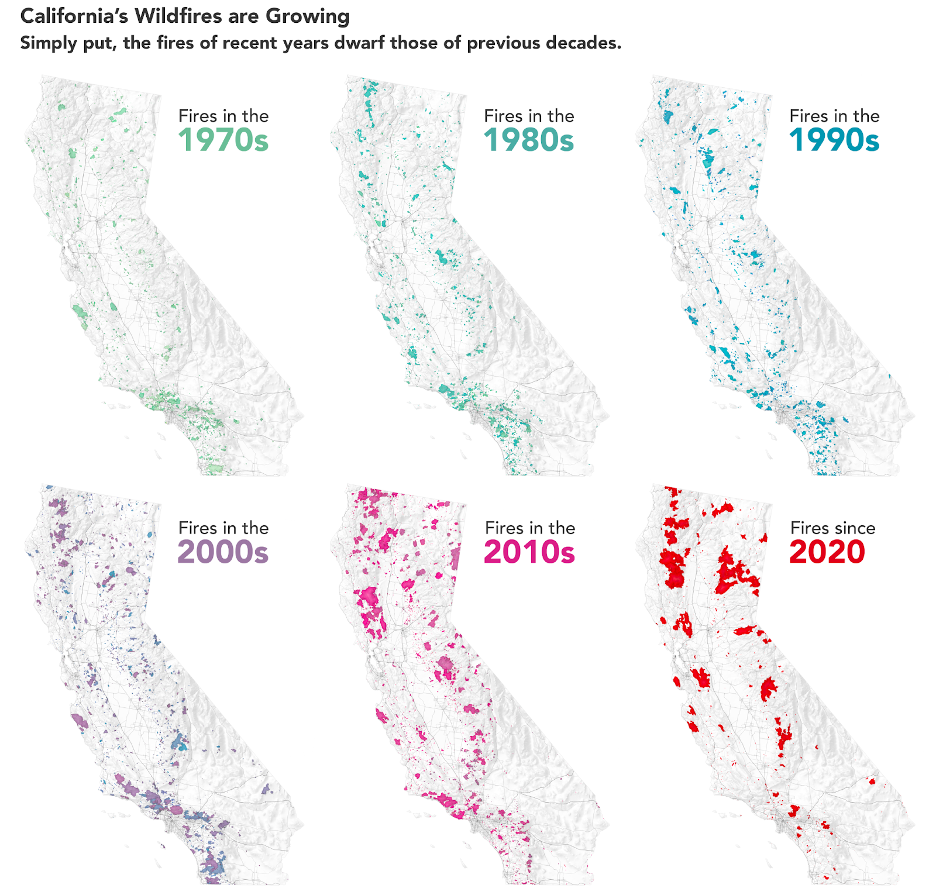 California's Wildfires are Growing
Simply put, the fires of recent years dwarf those of previous decades.
Fires in the
1970s
Fires in the
1980s
Fires in the
1990s
Fires in the
2000s
Fires in the
2010s
Fires since
2020